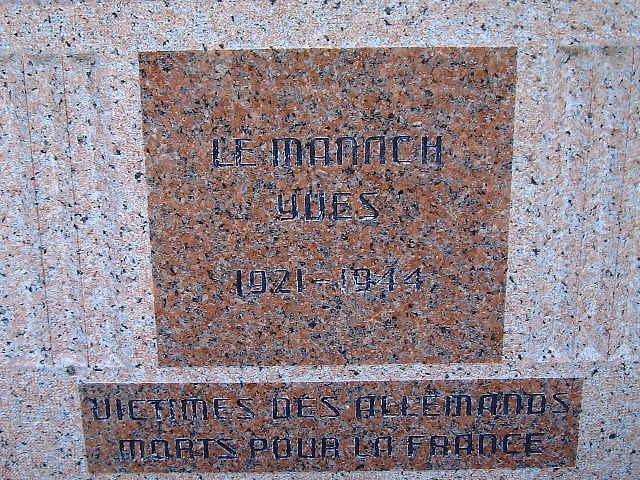 LE MANACH
YVES
1921-1944
VICTIMES DES ALLEMANDS
MORTS POUR LA FRANCE